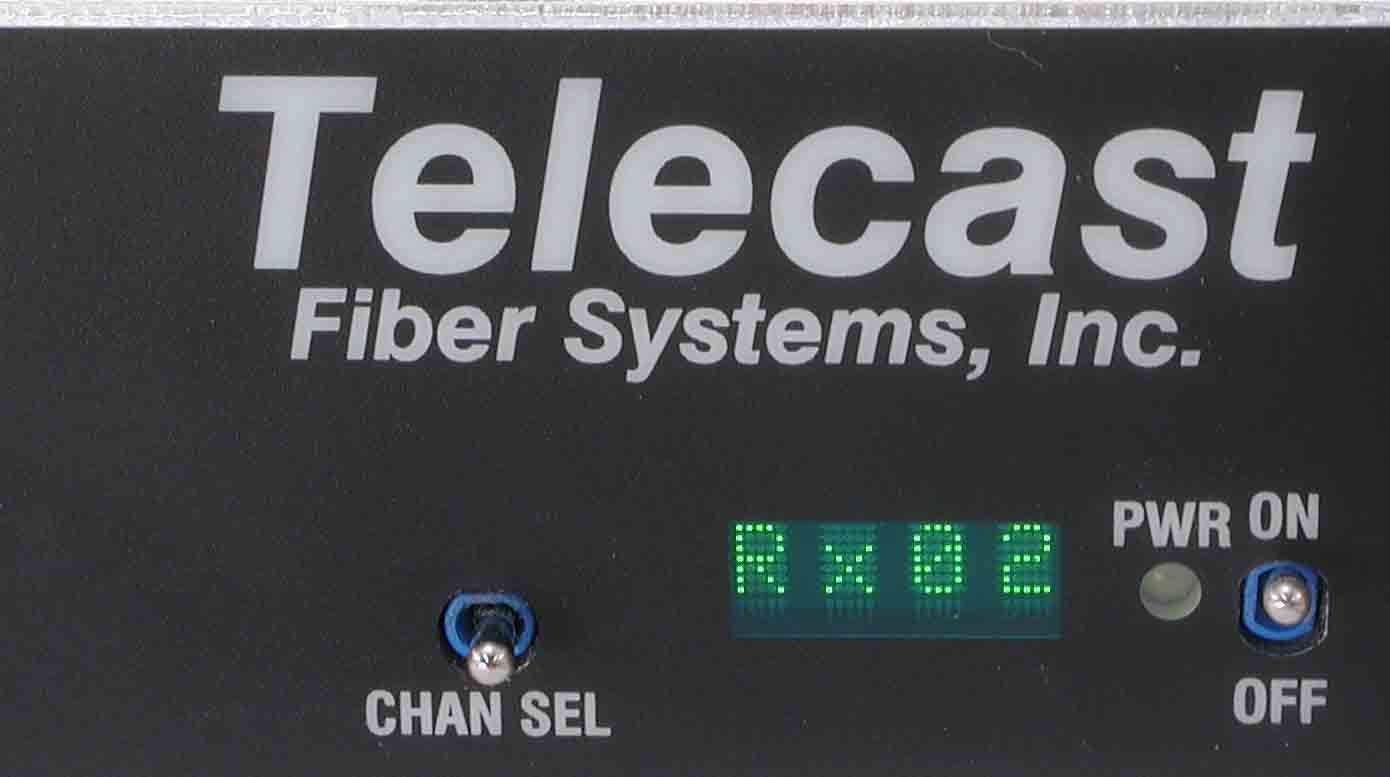 Telecast
Fiber Systems, Inc.
PWR ON
Rx02
CHAN SEL
OFF